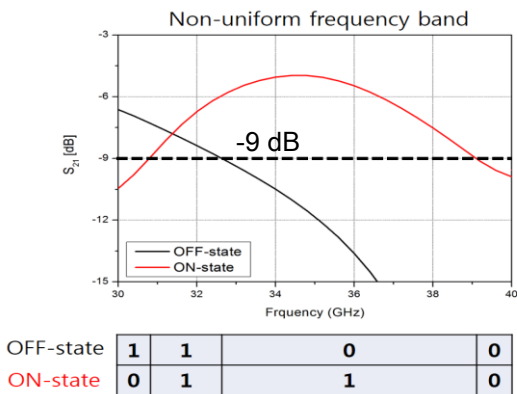 Non-uniform frequency band
-3
-6
-9
-12
-15
S21 [dB]
-9 dB
OFF-state
ON-state
30 32 34 36 38 40
Frquency (GHz)
OFF-state 1 1 0 0
ON-state 0 1 1 0